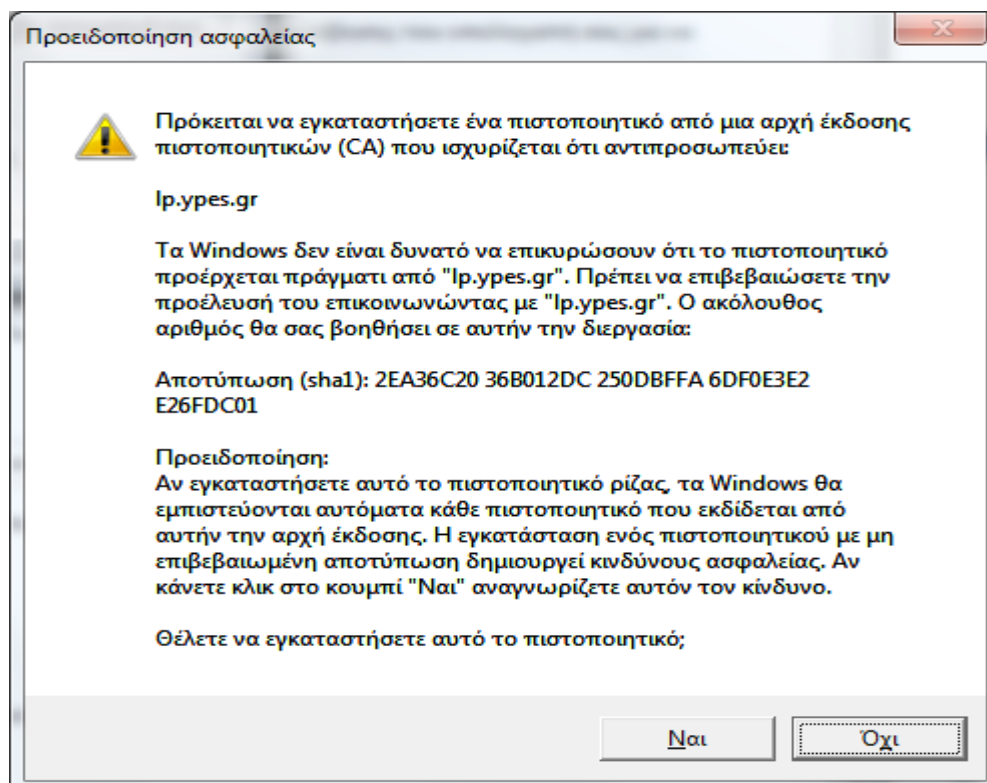 Προειδοποίηση ασφαλείας
Πρόκειται να εγκαταστήσετε ένα πιστοποιητικό από μια αρχή έκδοσης
πιστοποιητικών (CA) που ισχυρίζεται ότι αντιπροσωπεύει:
lp.ypes.gr
Τα Windows δεν είναι δυνατό να επικυρώσουν ότι το πιστοποιητικό
προέρχεται πράγματι από "lp.ypes.gr". Πρέπει να επιβεβαιώσετε την
προέλευσή του επικοινωνώντας με "lp.ypes.gr". Ο ακόλουθος
αριθμός θα σας βοηθήσει σε αυτήν την διεργασία:
Αποτύπωση (sha1): 2EA36C20 36B012DC 250DBFFA 6DF0E3E2
E26FDC01
Προειδοποίηση:
Αν εγκαταστήσετε αυτό το πιστοποιητικό ρίζας, τα Windows θα
εμπιστεύονται αυτόματα κάθε πιστοποιητικό που εκδίδεται από
αυτήν την αρχή έκδοσης. Η εγκατάσταση ενός πιστοποιητικού με μη
επιβεβαιωμένη αποτύπωση δημιουργεί κινδύνους ασφαλείας. Αν
κάνετε κλικ στο κουμπί "Ναι" αναγνωρίζετε αυτόν τον κίνδυνο.
Θέλετε να εγκαταστήσετε αυτό το πιστοποιητικό;
Ναι Όχι